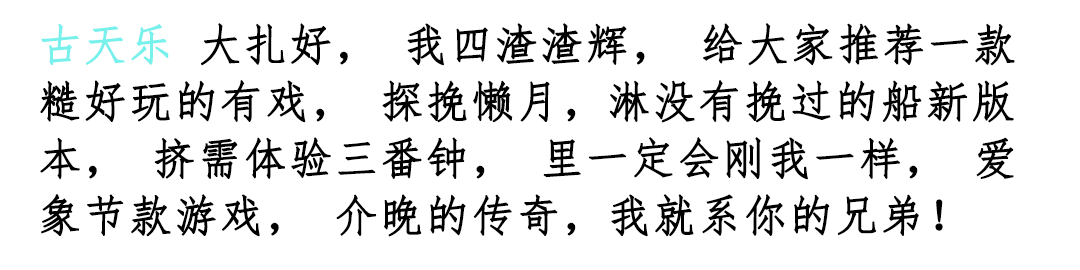 古天乐 大扎好， 我四渣渣辉， 给大家推荐一款
糙好玩的有戏， 探挽懒月，淋没有挽过的船新版
本， 挤需体验三番钟， 里一定会刚我一样， 爱
象节款游戏， 介晚的传奇，我就系你的兄弟！